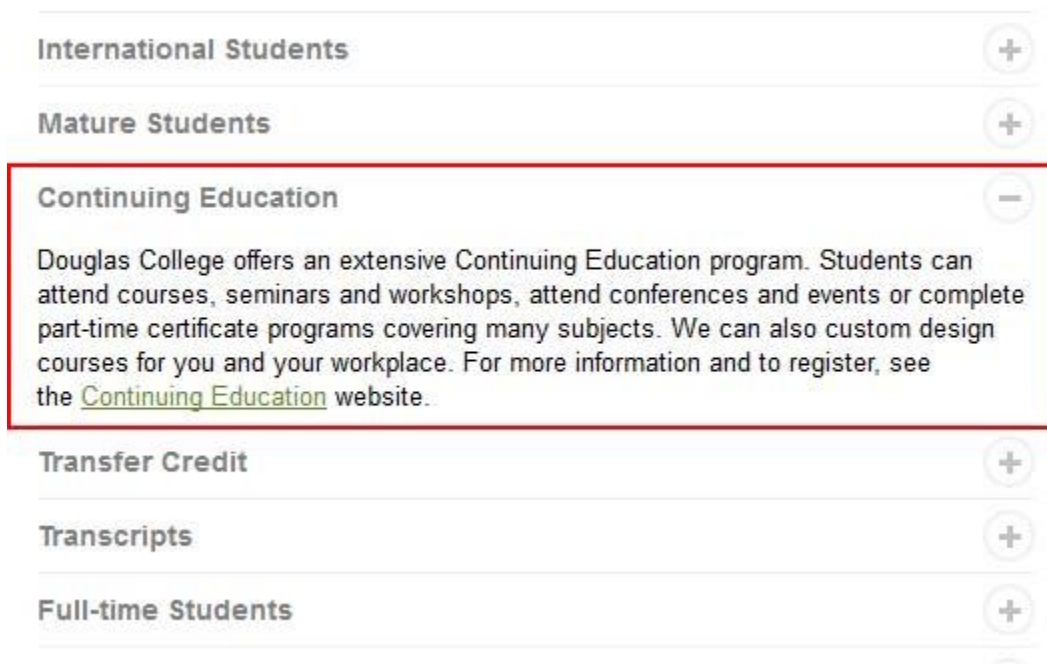 International Students
Mature Students
Continuing Education
Douglas College offers an extensive Continuing Education program. Students can
attend courses, seminars and workshops, attend conferences and events or complete
part-time certificate programs covering many subjects. We can also custom design
courses for you and your workplace. For more information and to register, see
the Continuing Education website.
Transfer Credit
Transcripts
Full-time Students